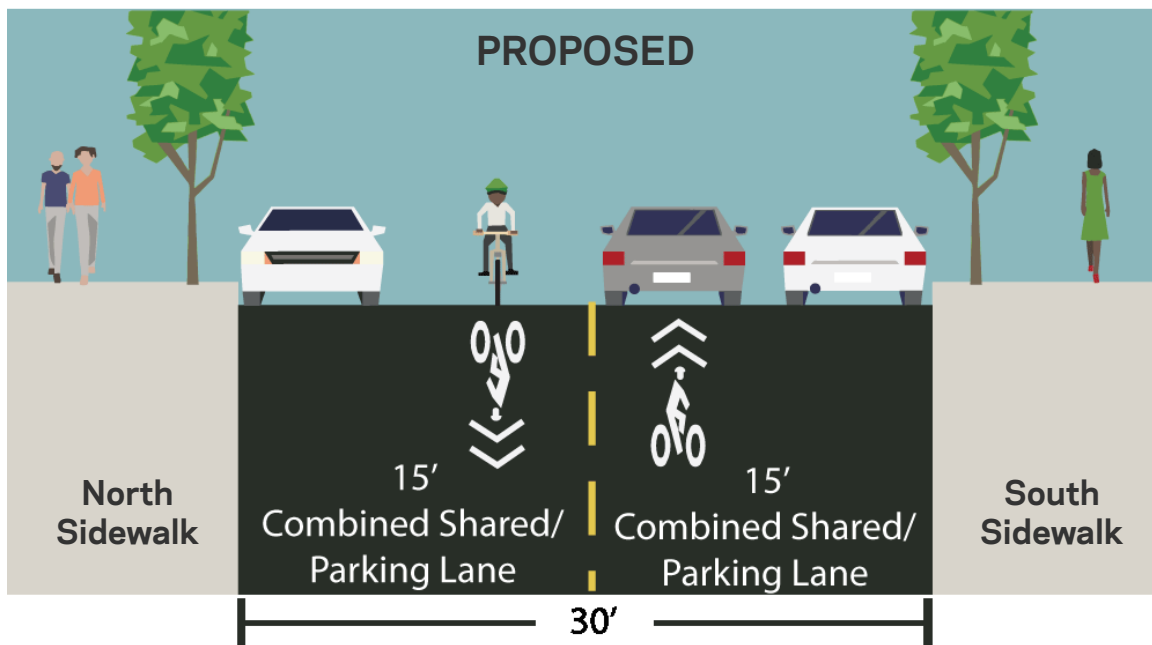 PROPOSED
North
Sidewalk
15’
Combined Shared/
Parking Lane
15’
Combined Shared/
Parking Lane
South
Sidewalk
30’